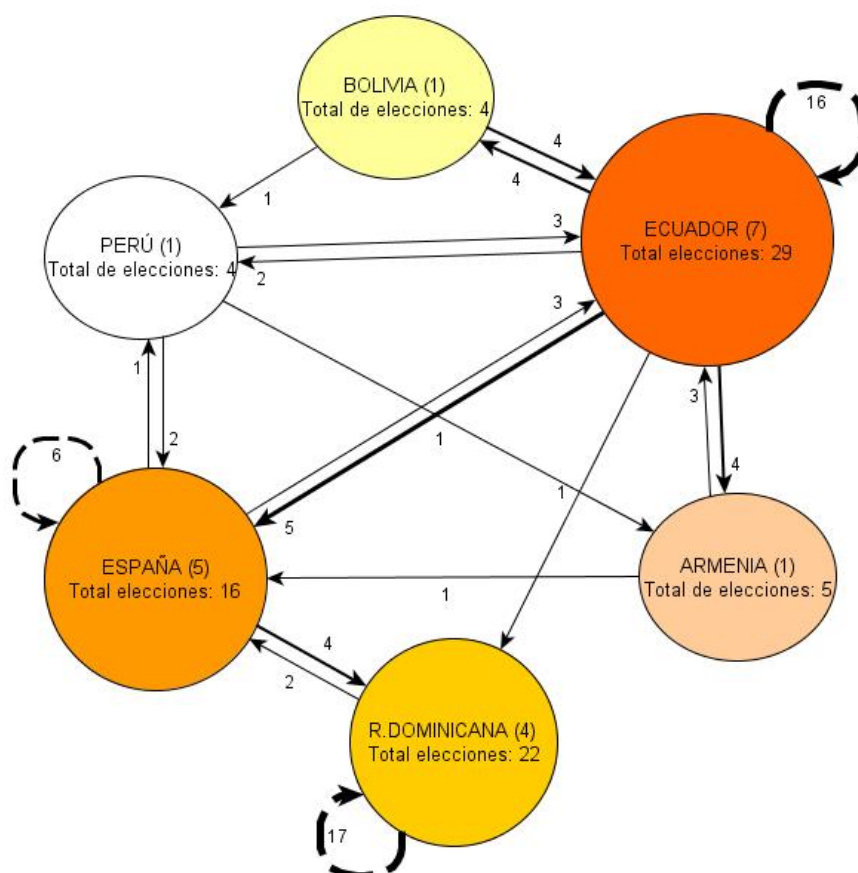 BOLIVIA (1)
Total de elecciones: 4
16
4
4
1
ECUADOR (7)
Total elecciones: 29
PERÚ (1)
Total de elecciones: 4
3
2
3
1
3
2
6
1
4
5
1
ESPAÑA (5)
Total elecciones: 16
ARMENIA (1)
Total de elecciones: 5
1
4
2
R.DOMINICANA (4)
Total elecciones: 22
17